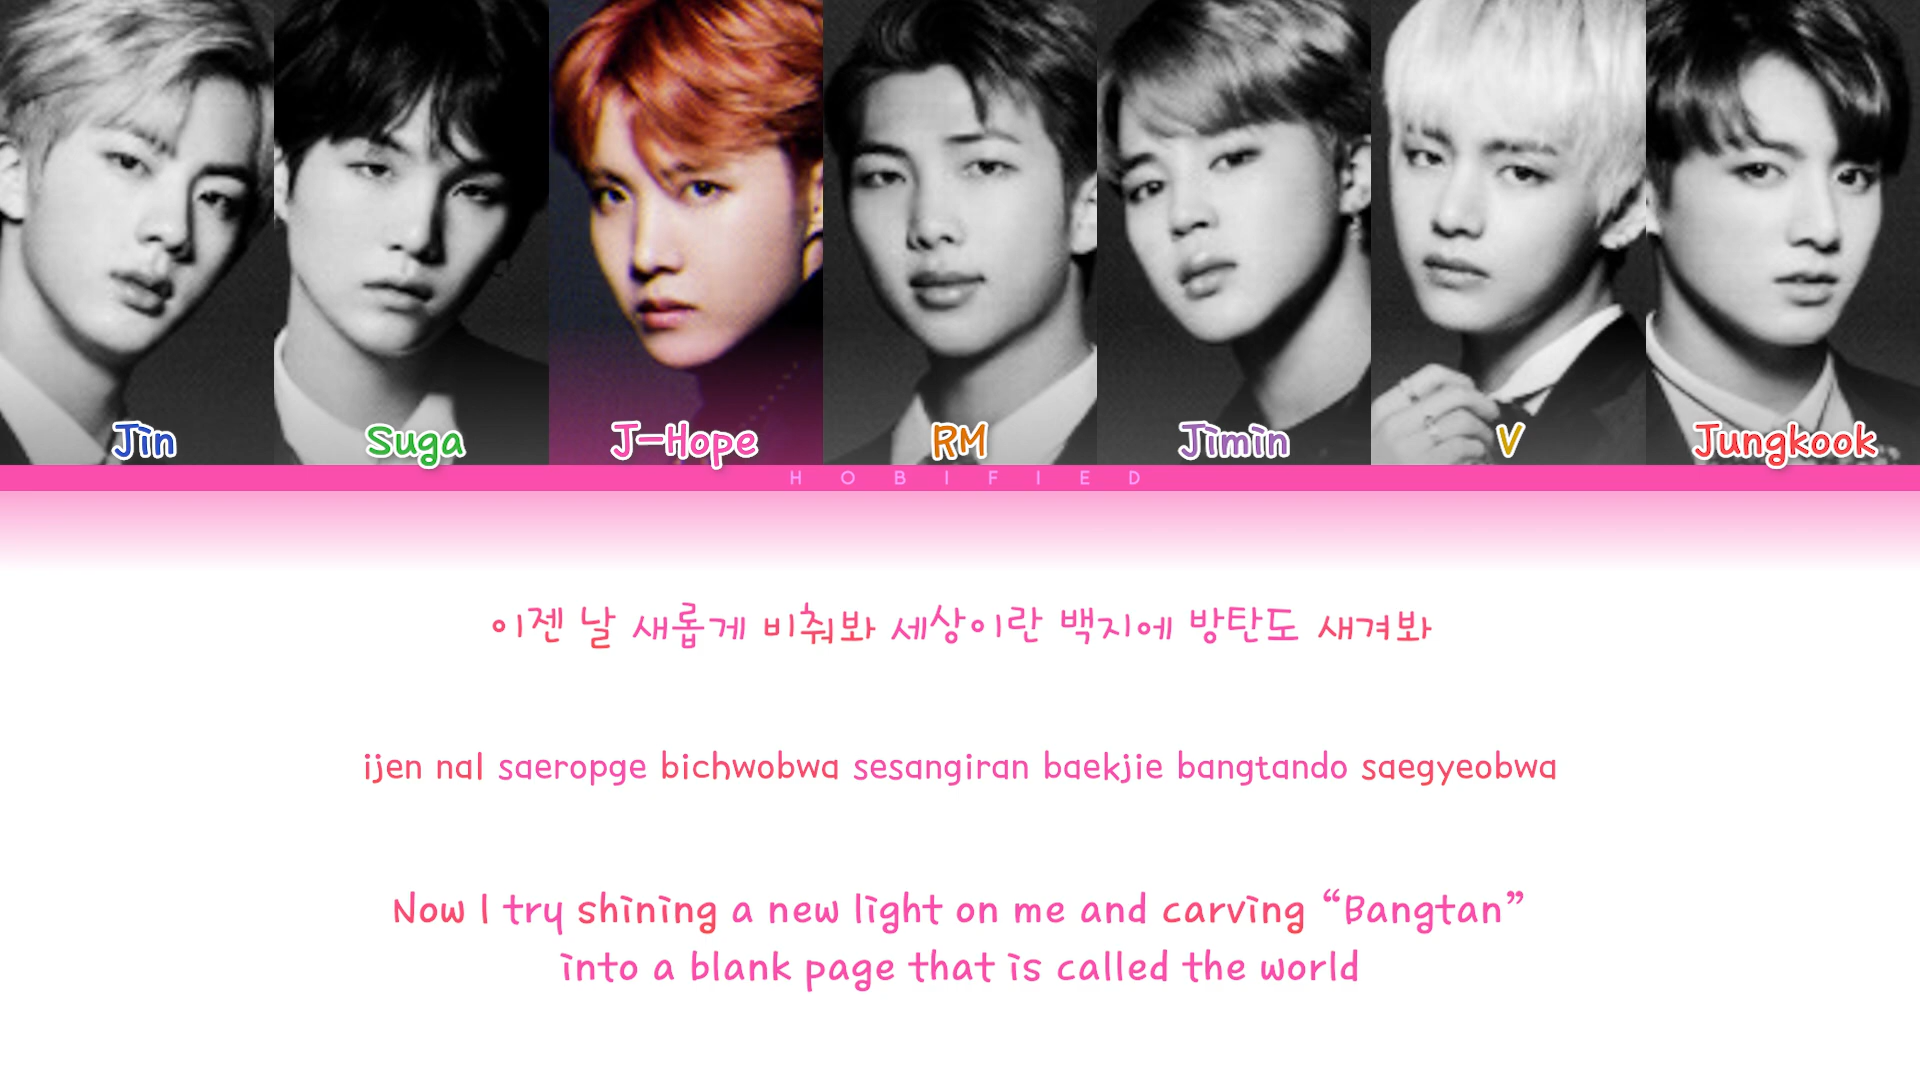 Jin
Suga
J-Hope
RM
Jimin
V
Jungkook
HOBIFIED
이젠 날 새롭게 비춰봐 세상이란 백지에 방탄도 새겨봐
ijen nal saeropge bichwobwa sesangiran baekjie bangtando saegyeobwa
Now I try shining a new light on me and carving “Bangtan”
into a blank page that is called the world